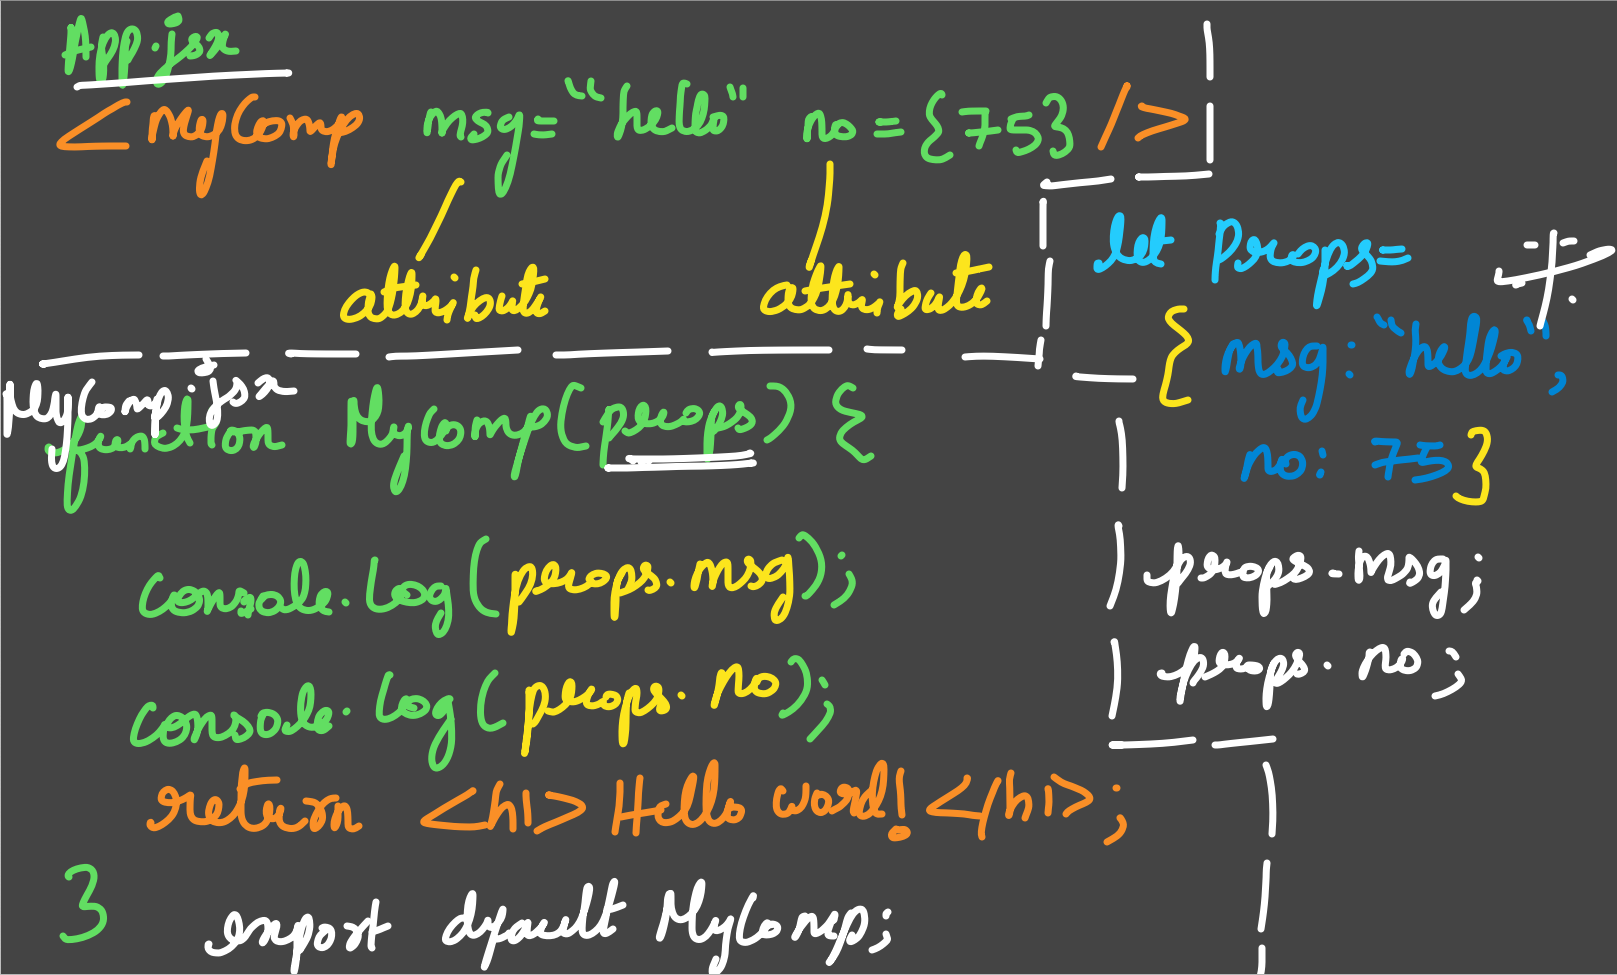 App.jsx
<MyComp msg="hello" no={75} />
attribute attribute
let Props=
{ msg: "hello",
no: 75}
props.msg;
props.no;
MyComp.jsx
function MyComp(props) {
console.log(props.msg);
console.log(props.no);
return <h1> Hello word! </h1>;
}
export default MyComp;